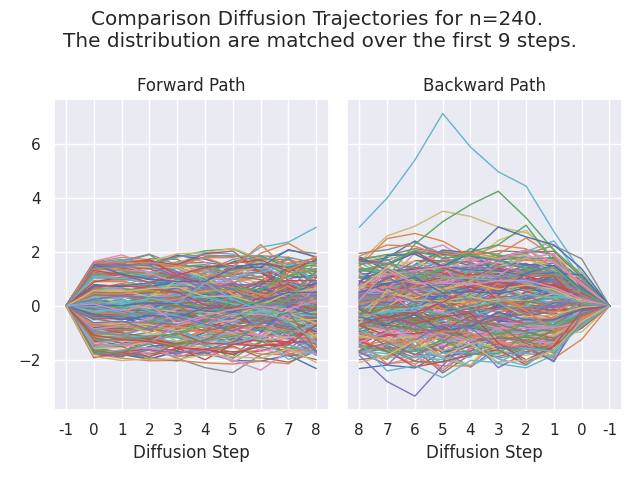 Comparison Diffusion Trajectories for n=240.
The distribution are matched over the first 9 steps.
Forward Path
Backward Path
6
4
2
0
−2
-1 0 1 2 3 4 5 6 7 8
8 7 6 5 4 3 2 1 0 -1
Diffusion Step
Diffusion Step